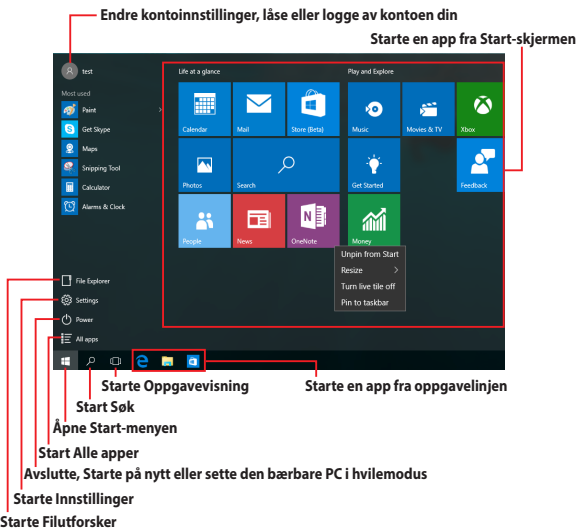 Endre kontoinnstillinger, låse eller logge av kontoen din
Starte en app fra Start-skjermen
test
Life at a glance
Play and Explore
Most used
Paint
Get Skype
Maps
Snipping Tool
Calculator
Alarms & Clock
Calendar
Mail
Store (Beta)
Music
Movies & TV
Xbox
Photos
Search
Get Started
Feedback
People
News
OneNote
Money
Unpin from Start
Resize
Turn live tile off
Pin to taskbar
File Explorer
Settings
Power
All apps
Starte Oppgavevisning
Starte en app fra oppgavelinjen
Start Søk
Åpne Start-menyen
Start Alle apper
Avslutte, Starte på nytt eller sette den bærbare PC i hvilemodus
Starte Innstillinger
Starte Filutforsker